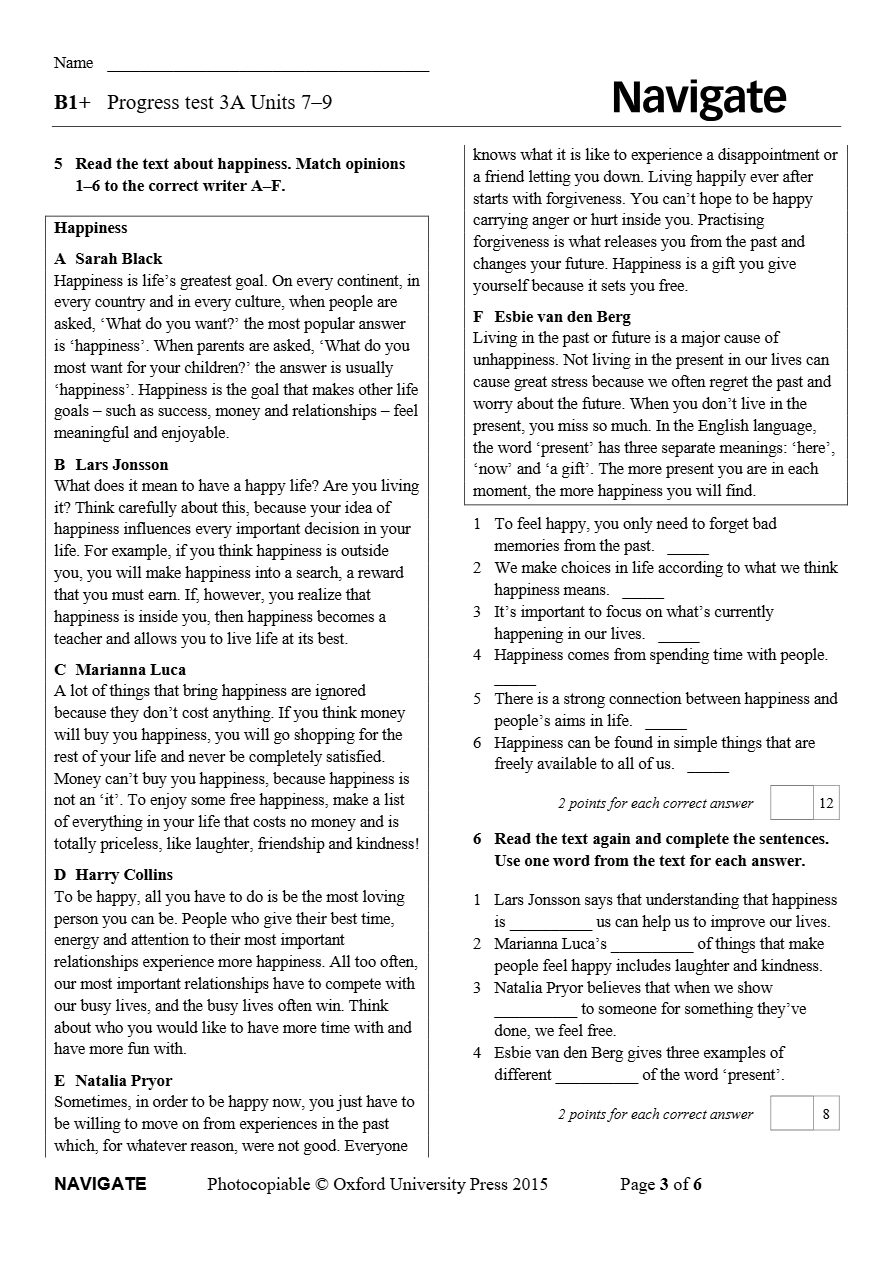 Name
B1+ Progress test 3A Units 7–9
Navigate
5 Read the text about happiness. Match opinions
1–6 to the correct writer A–F.
Happiness
A Sarah Black
Happiness is life’s greatest goal. On every continent, in
every country and in every culture, when people are
asked, ‘What do you want?’ the most popular answer
is ‘happiness’. When parents are asked, ‘What do you
most want for your children?’ the answer is usually
‘happiness’. Happiness is the goal that makes other life
goals – such as success, money and relationships – feel
meaningful and enjoyable.
B Lars Jonsson
What does it mean to have a happy life? Are you living
it? Think carefully about this, because your idea of
happiness influences every important decision in your
life. For example, if you think happiness is outside
you, you will make happiness into a search, a reward
that you must earn. If, however, you realize that
happiness is inside you, then happiness becomes a
teacher and allows you to live life at its best.
C Marianna Luca
A lot of things that bring happiness are ignored
because they don’t cost anything. If you think money
will buy you happiness, you will go shopping for the
rest of your life and never be completely satisfied.
Money can’t buy you happiness, because happiness is
not an ‘it’. To enjoy some free happiness, make a list
of everything in your life that costs no money and is
totally priceless, like laughter, friendship and kindness!
D Harry Collins
To be happy, all you have to do is be the most loving
person you can be. People who give their best time,
energy and attention to their most important
relationships experience more happiness. All too often,
our most important relationships have to compete with
our busy lives, and the busy lives often win. Think
about who you would like to have more time with and
have more fun with.
E Natalia Pryor
Sometimes, in order to be happy now, you just have to
be willing to move on from experiences in the past
which, for whatever reason, were not good. Everyone
knows what it is like to experience a disappointment or
a friend letting you down. Living happily ever after
starts with forgiveness. You can’t hope to be happy
carrying anger or hurt inside you. Practising
forgiveness is what releases you from the past and
changes your future. Happiness is a gift you give
yourself because it sets you free.
F Esbie van den Berg
Living in the past or future is a major cause of
unhappiness. Not living in the present in our lives can
cause great stress because we often regret the past and
worry about the future. When you don’t live in the
present, you miss so much. In the English language,
the word ‘present’ has three separate meanings: ‘here’,
‘now’ and ‘a gift’. The more present you are in each
moment, the more happiness you will find.
1 To feel happy, you only need to forget bad
memories from the past. _____
2 We make choices in life according to what we think
happiness means. _____
3 It’s important to focus on what’s currently
happening in our lives. _____
4 Happiness comes from spending time with people.
_____
5 There is a strong connection between happiness and
people’s aims in life. _____
6 Happiness can be found in simple things that are
freely available to all of us. _____
2 points for each correct answer 12
6 Read the text again and complete the sentences.
Use one word from the text for each answer.
1 Lars Jonsson says that understanding that happiness
is __________ us can help us to improve our lives.
2 Marianna Luca’s __________ of things that make
people feel happy includes laughter and kindness.
3 Natalia Pryor believes that when we show
__________ to someone for something they’ve
done, we feel free.
4 Esbie van den Berg gives three examples of
different __________ of the word ‘present’.
2 points for each correct answer 8
NAVIGATE Photocopiable © Oxford University Press 2015 Page 3 of 6